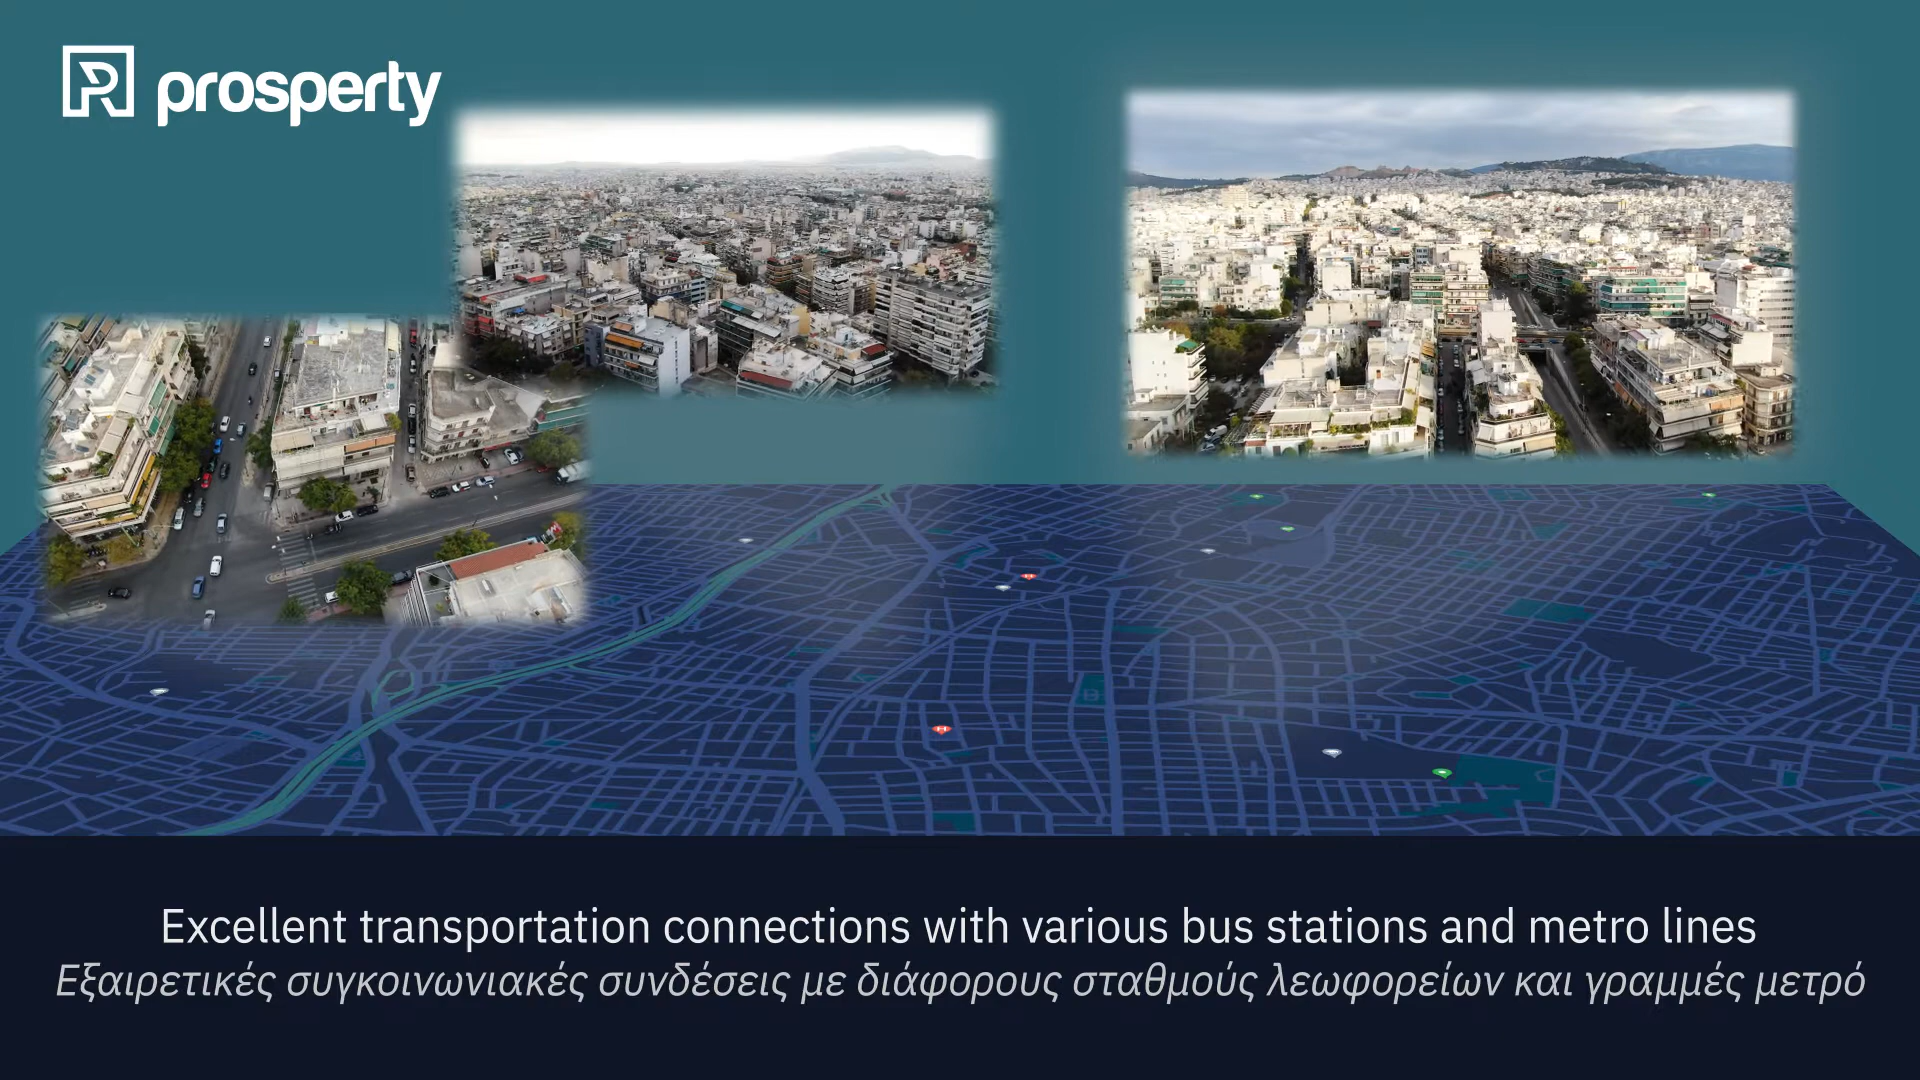 prosperty
Excellent transportation connections with various bus stations and metro lines
Εξαιρετικές συγκοινωνιακές συνδέσεις με διάφορους σταθμούς λεωφορείων και γραμμές μετρό